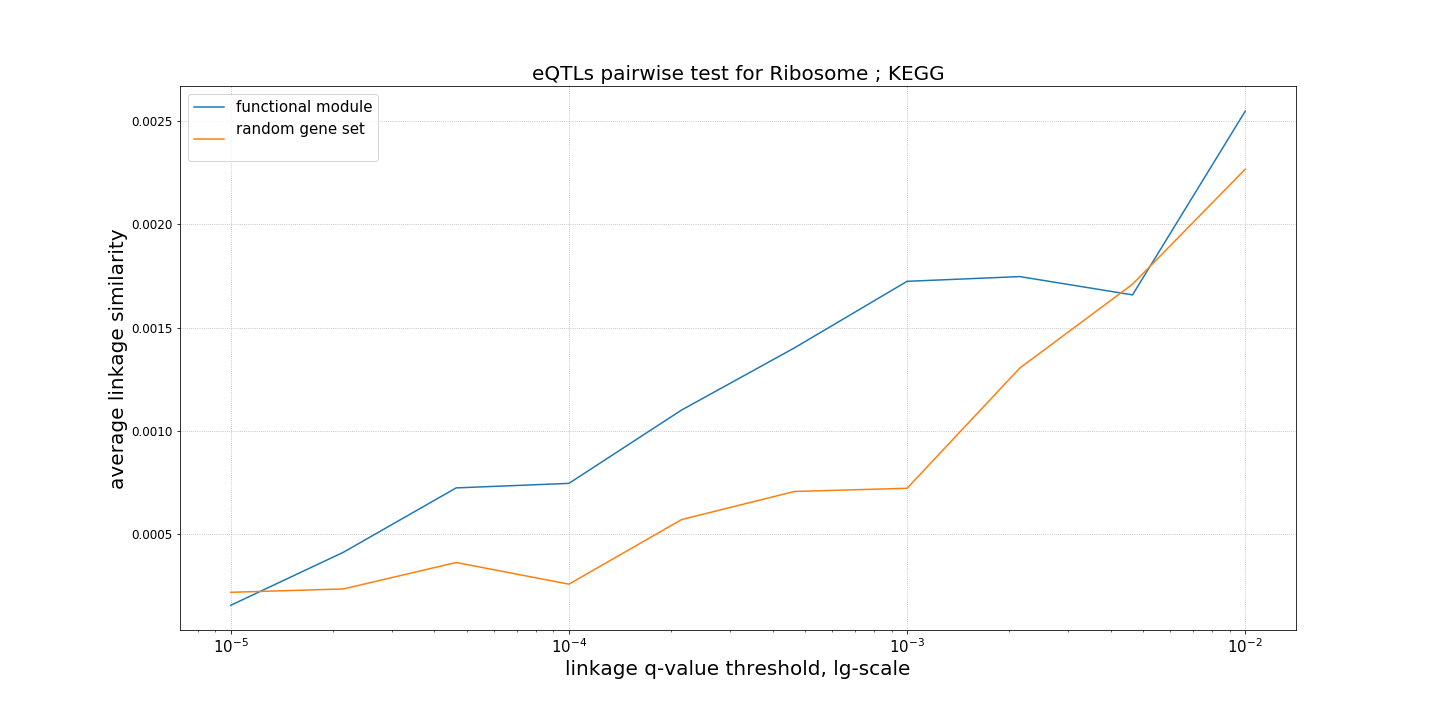 eQTLs pairwise test for Ribosome ; KEGG
functional module
random gene set
0.0025
0.0020
0.0015
0.0010
0.0005
average linkage similarity
10⁻⁵
10⁻⁴
10⁻³
10⁻²
linkage q-value threshold, lg-scale